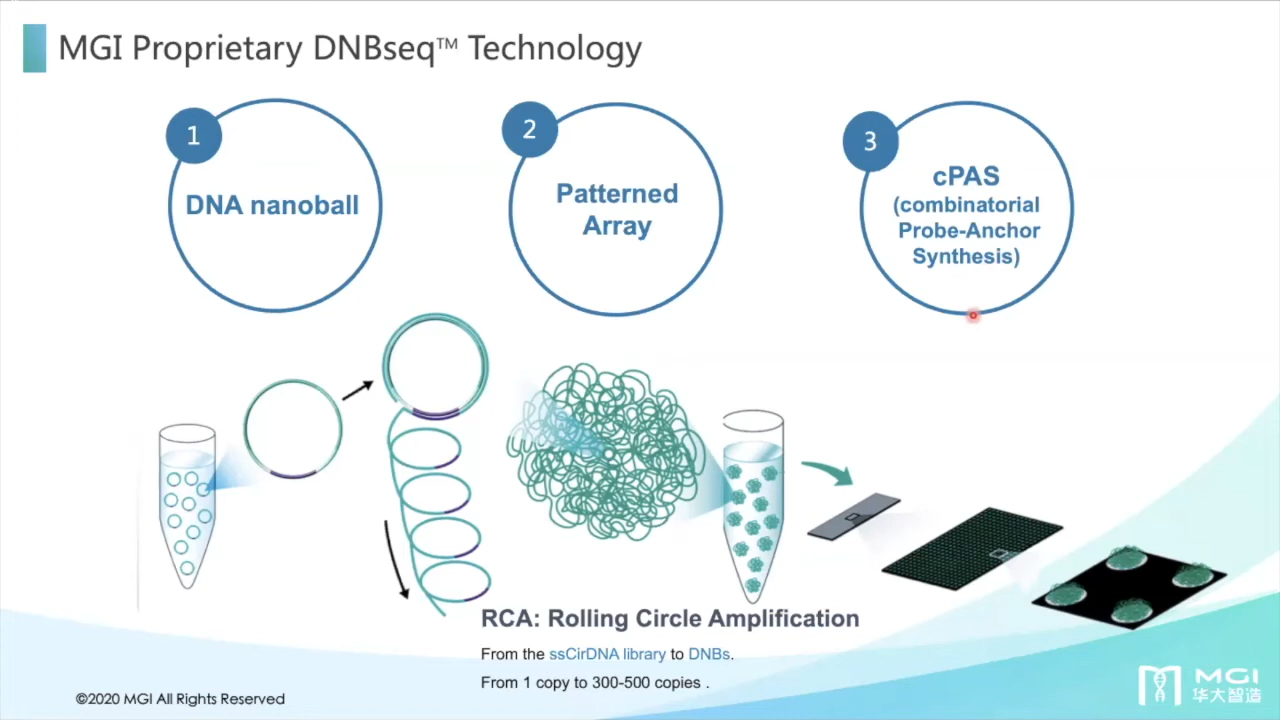 MGI Proprietary DNBseq™ Technology
1
DNA nanoball
2
Patterned
Array
3
cPAS
(combinatorial
Probe-Anchor
Synthesis)
RCA: Rolling Circle Amplification
From the ssCirDNA library to DNBs.
From 1 copy to 300-500 copies .
©2020 MGI All Rights Reserved
MGI
华大智造